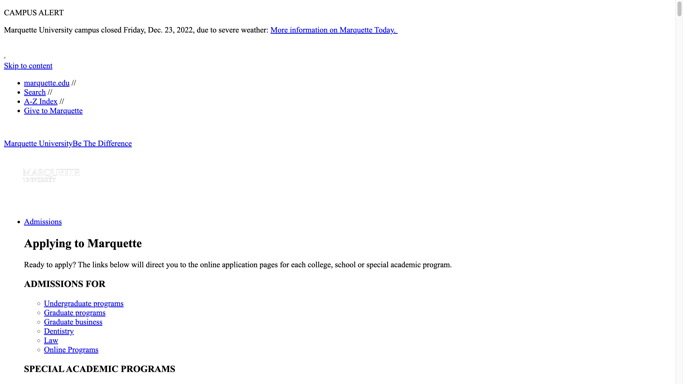 CAMPUS ALERT
Marquette University campus closed Friday, Dec. 23, 2022, due to severe weather: More information on Marquette Today.
.
Skip to content
marquette.edu //
Search //
A-Z Index //
Give to Marquette
Marquette UniversityBe The Difference
MARQUETTE
UNIVERSITY
Admissions
Applying to Marquette
Ready to apply? The links below will direct you to the online application pages for each college, school or special academic program.
ADMISSIONS FOR
Undergraduate programs
Graduate programs
Graduate business
Dentistry
Law
Online Programs
SPECIAL ACADEMIC PROGRAMS